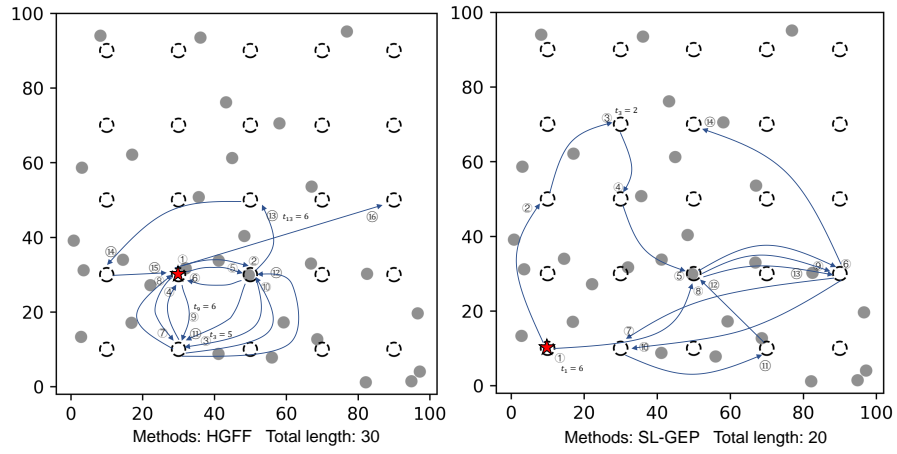 100
80
60
40
20
0
0 20 40 60 80 100
① ② ③ ④ ⑤ ⑥ ⑦ ⑧ ⑨ ⑩ ⑪ ⑫ ⑬ ⑭ ⑮ ⑯
t₁₃ = 6
t₉ = 6
t₃ = 5
Methods: HGFF Total length: 30
100
80
60
40
20
0
0 20 40 60 80 100
① ② ③ ④ ⑤ ⑥ ⑦ ⑧ ⑨ ⑩ ⑪ ⑫ ⑬ ⑭
t₃ = 2
t₁ = 6
Methods: SL-GEP Total length: 20